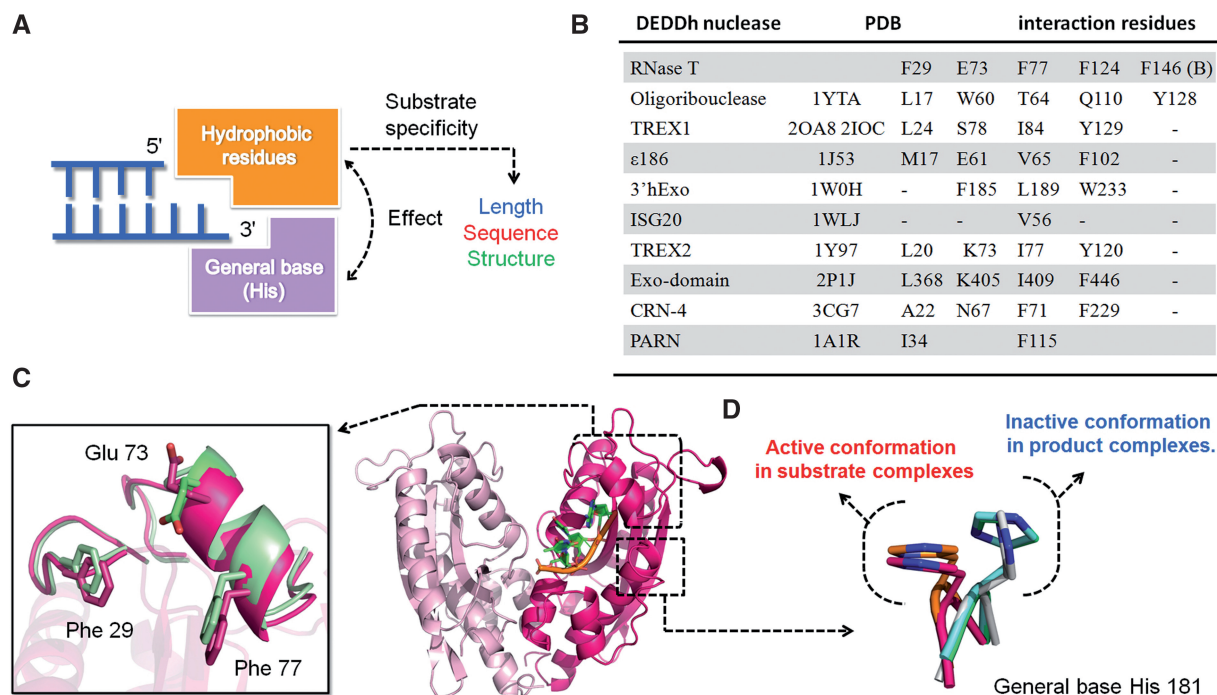 A
5'
Hydrophobic
residues
3'
General base
(His)
Substrate
specificity
Effect
Length
Sequence
Structure
B
DEDDh nuclease PDB interaction residues
RNase T F29 E73 F77 F124 F146 (B)
Oligoribouclease 1YTA L17 W60 T64 Q110 Y128
TREX1 2OA8 2IOC L24 S78 I84 Y129 -
ε186 1J53 M17 E61 V65 F102 -
3'hExo 1W0H - F185 L189 W233 -
ISG20 1WLJ - - V56 - -
TREX2 1Y97 L20 K73 I77 Y120 -
Exo-domain 2P1J L368 K405 I409 F446 -
CRN-4 3CG7 A22 N67 F71 F229 -
PARN 1A1R I34 F115
C
Glu 73
Phe 29
Phe 77
D
Active conformation
in substrate complexes
Inactive conformation
in product complexes.
General base His 181